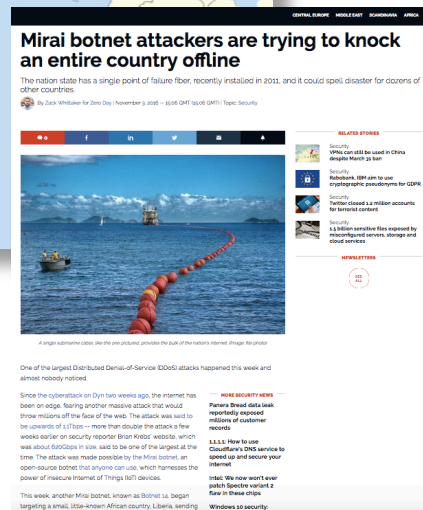 CENTRAL EUROPE MIDDLE EAST SCANDINAVIA AFRICA
Mirai botnet attackers are trying to knock
an entire country offline
The nation state has a single point of failure fiber, recently installed in 2011, and it could spell disaster for dozens of
other countries.
By Zack Whittaker for Zero Day | November 3, 2016 -- 15:06 GMT (15:06 GMT) | Topic: Security
0
RELATED STORIES
Security
VPNs can still be used in China
despite March 31 ban
Security
Rabobank, IBM aim to use
cryptographic pseudonyms for GDPR
Security
Twitter closed 1.2 million accounts
for terrorist content
Security
1.5 billion sensitive files exposed by
misconfigured servers, storage and
cloud services
NEWSLETTERS
SEE
ALL
A single submarine cable, like the one pictured, provides the bulk of the nation's internet. (Image: file photo)
One of the largest Distributed Denial-of-Service (DDoS) attacks happened this week and
almost nobody noticed.
Since the cyberattack on Dyn two weeks ago, the internet has
been on edge, fearing another massive attack that would
throw millions off the face of the web. The attack was said to
be upwards of 1.1Tbps -- more than double the attack a few
weeks earlier on security reporter Brian Krebs' website, which
was about 620Gbps in size, said to be one of the largest at the
time. The attack was made possible by the Mirai botnet, an
open-source botnet that anyone can use, which harnesses the
power of insecure Internet of Things (IoT) devices.
This week, another Mirai botnet, known as Botnet 14, began
targeting a small, little-known African country, Liberia, sending
MORE SECURITY NEWS
Panera Bread data leak
reportedly exposed
millions of customer
records
1.1.1.1: How to use
Cloudflare's DNS service to
speed up and secure your
internet
Intel: We now won't ever
patch Spectre variant 2
flaw in these chips
Windows 10 security: